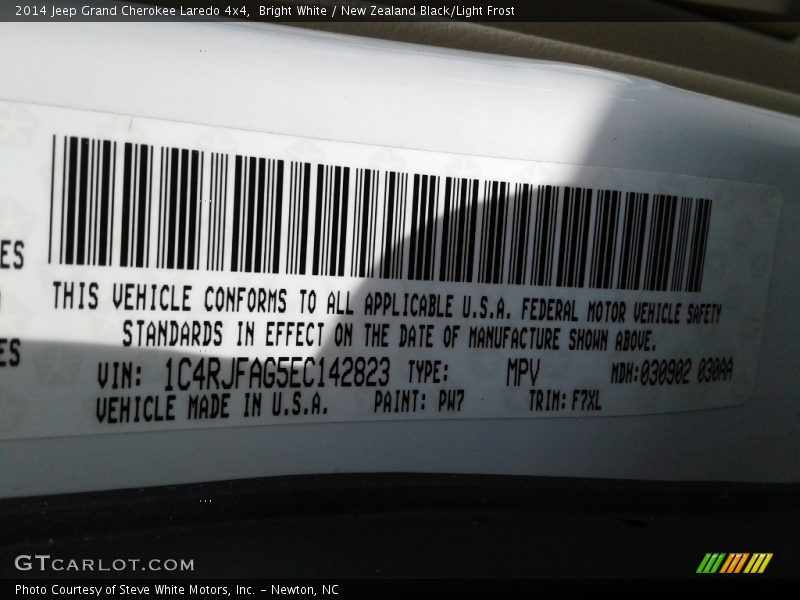 2014 Jeep Grand Cherokee Laredo 4x4, Bright White / New Zealand Black/Light Frost
ES
THIS VEHICLE CONFORMS TO ALL APPLICABLE U.S.A. FEDERAL MOTOR VEHICLE SAFETY
ES
STANDARDS IN EFFECT ON THE DATE OF MANUFACTURE SHOWN ABOVE.
VIN: 1C4RJFAG5EC142823 TYPE: MPV MDH:030902 030AA
VEHICLE MADE IN U.S.A. PAINT: PW7 TRIM: F7XL
GTCARLOT.COM
Photo Courtesy of Steve White Motors, Inc. – Newton, NC